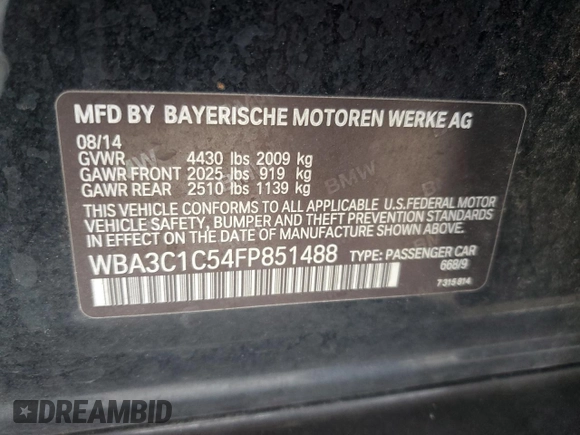 MFD BY BAYERISCHE MOTOREN WERKE AG
08/14
GVWR 4430 lbs 2009 kg
GAWR FRONT 2025 lbs 919 kg
GAWR REAR 2510 lbs 1139 kg
THIS VEHICLE CONFORMS TO ALL APPLICABLE U.S.FEDERAL MOTOR
VEHICLE SAFETY, BUMPER AND THEFT PREVENTION STANDARDS
IN EFFECT ON THE DATE OF MANUFACTURE SHOWN ABOVE.
WBA3C1C54FP851488 TYPE: PASSENGER CAR
668/9
7315814
DREAMBID